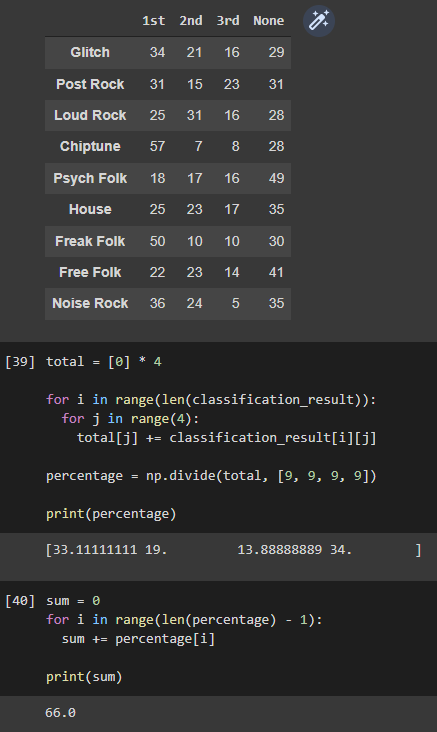 1st 2nd 3rd None
Glitch 34 21 16 29
Post Rock 31 15 23 31
Loud Rock 25 31 16 28
Chiptune 57 7 8 28
Psych Folk 18 17 16 49
House 25 23 17 35
Freak Folk 50 10 10 30
Free Folk 22 23 14 41
Noise Rock 36 24 5 35
[39] total = [0] * 4
for i in range(len(classification_result)):
  for j in range(4):
    total[j] += classification_result[i][j]
percentage = np.divide(total, [9, 9, 9, 9])
print(percentage)
[33.11111111 19.         13.88888889 34.        ]
[40] sum = 0
for i in range(len(percentage) - 1):
  sum += percentage[i]
print(sum)
66.0